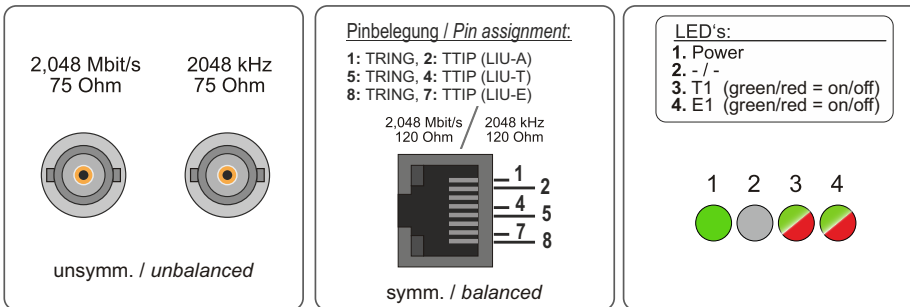 2,048 Mbit/s
75 Ohm
2048 kHz
75 Ohm
unsymm. / unbalanced
Pinbelegung / Pin assignment:
1: TRING, 2: TTIP (LIU-A)
5: TRING, 4: TTIP (LIU-T)
8: TRING, 7: TTIP (LIU-E)
2,048 Mbit/s
120 Ohm
2048 kHz
120 Ohm
1
2
4
5
7
8
symm. / balanced
LED‘s:
1. Power
2. - / -
3. T1 (green/red = on/off)
4. E1 (green/red = on/off)
1 2 3 4